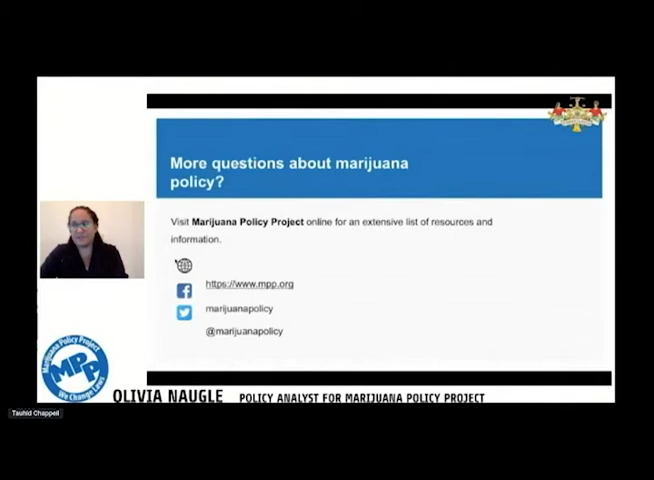 More questions about marijuana
policy?
Visit Marijuana Policy Project online for an extensive list of resources and
information.
https://www.mpp.org
marijuanapolicy
@marijuanapolicy
Marijuana Policy Project
MPP
We Change Laws
OLIVIA NAUGLE POLICY ANALYST FOR MARIJUANA POLICY PROJECT
Tauhid Chappell